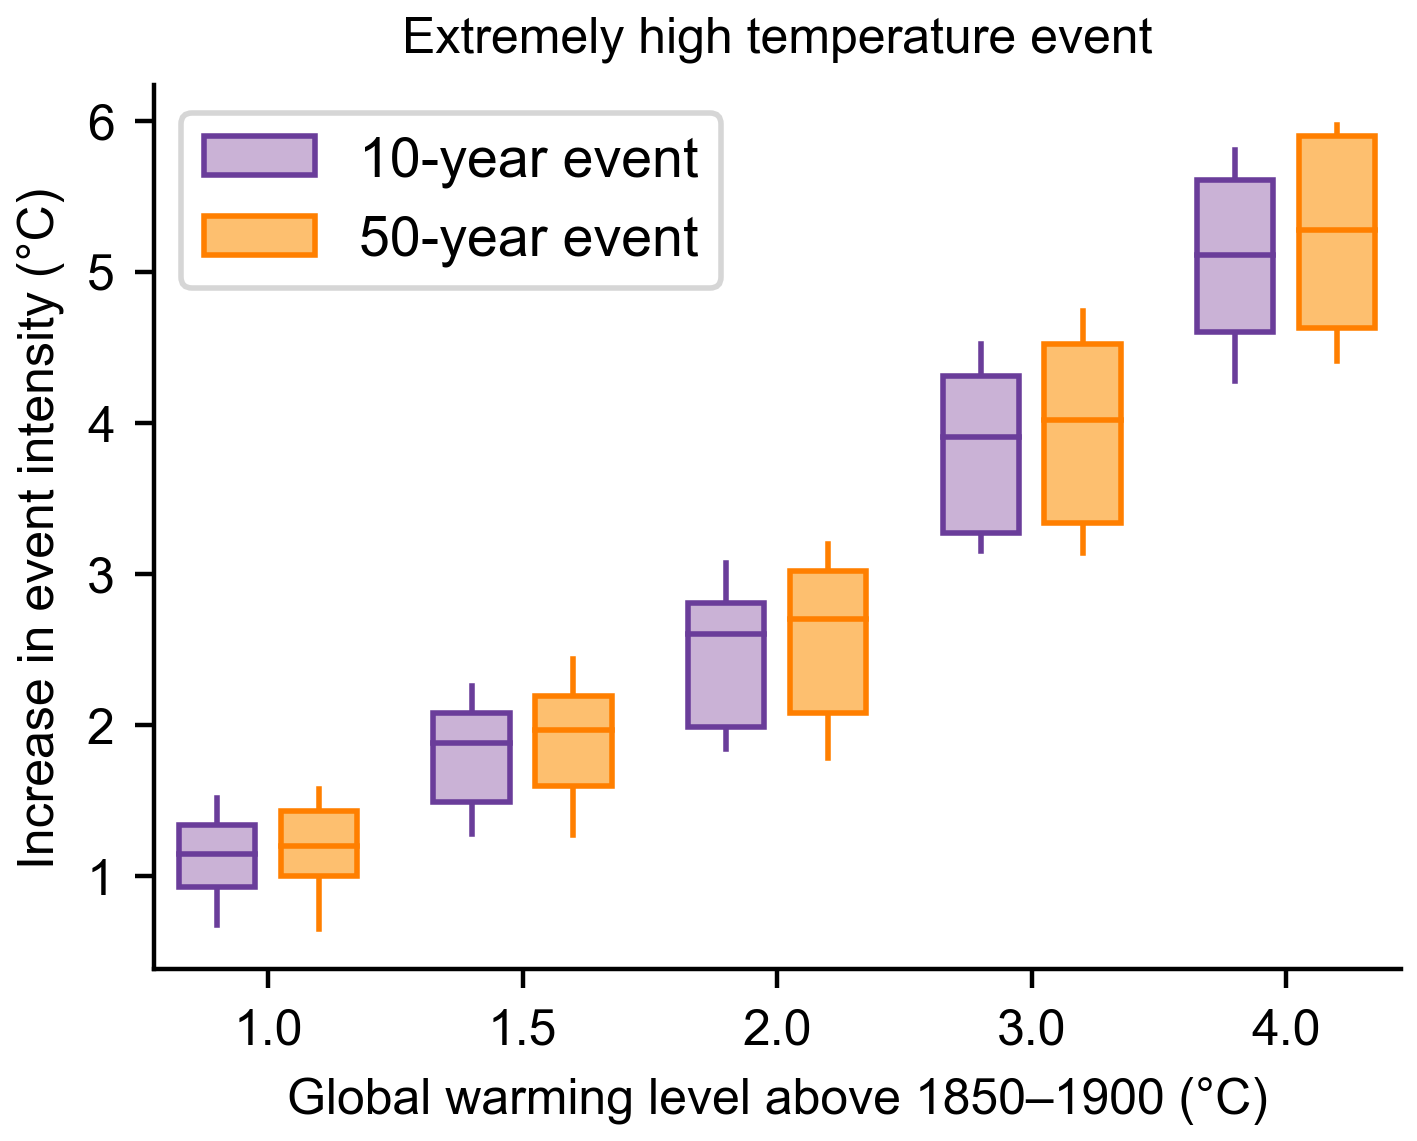 Extremely high temperature event
10-year event
50-year event
Increase in event intensity (°C)
6
5
4
3
2
1
1.0 1.5 2.0 3.0 4.0
Global warming level above 1850–1900 (°C)